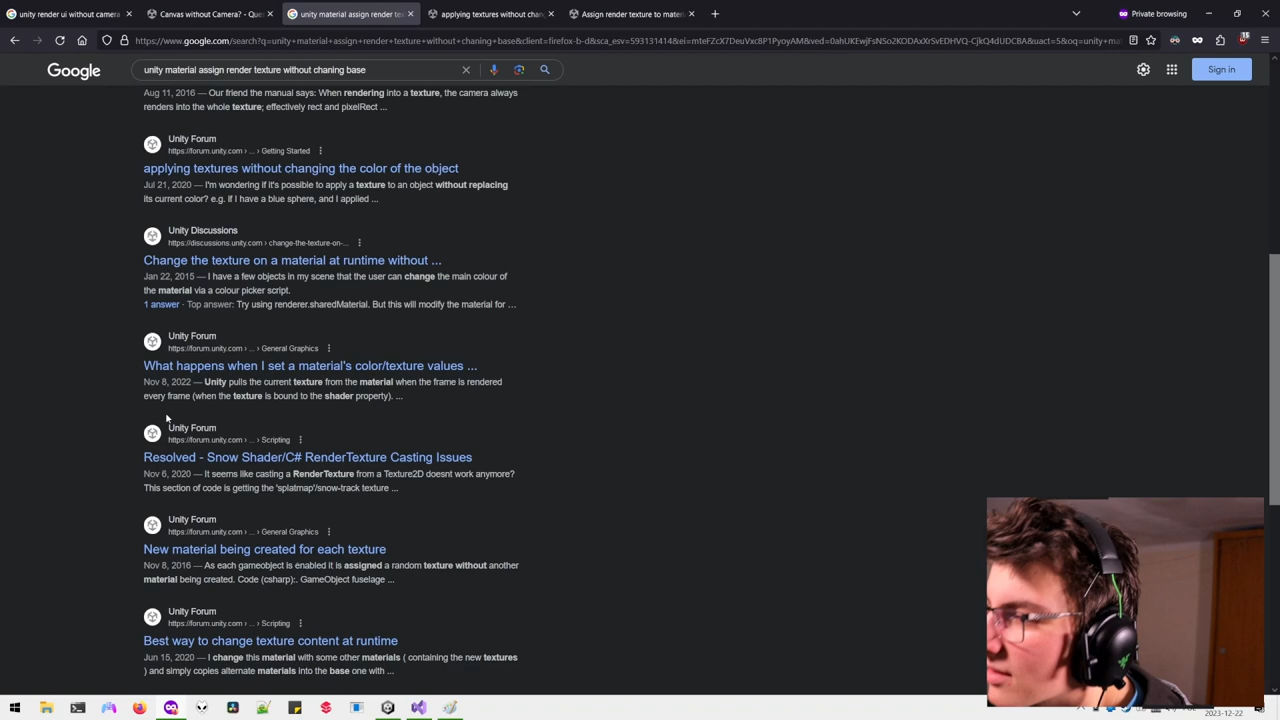 unity render ui without camera
Canvas without Camera? - Ques
unity material assign render tex
applying textures without chan
Assign render texture to mater
Private browsing
https://www.google.com/search?q=unity+material+assign+render+texture+without+chaning+base&client=firefox-b-d&sca_esv=593131414&ei=
Google
unity material assign render texture without chaning base
Sign in
Aug 11, 2016 — Our friend the manual says: When rendering into a texture, the camera always
renders into the whole texture; effectively rect and pixelRect ...
Unity Forum
https://forum.unity.com › ... › Getting Started
applying textures without changing the color of the object
Jul 21, 2020 — I'm wondering if it's possible to apply a texture to an object without replacing
its current color? e.g. if I have a blue sphere, and I applied ...
Unity Discussions
https://discussions.unity.com › change-the-texture-on-...
Change the texture on a material at runtime without ...
Jan 22, 2015 — I have a few objects in my scene that the user can change the main colour of
the material via a colour picker script.
1 answer · Top answer: Try using renderer.sharedMaterial. But this will modify the material for ...
Unity Forum
https://forum.unity.com › ... › General Graphics
What happens when I set a material's color/texture values ...
Nov 8, 2022 — Unity pulls the current texture from the material when the frame is rendered
every frame (when the texture is bound to the shader property). ...
Unity Forum
https://forum.unity.com › ... › Scripting
Resolved - Snow Shader/C# RenderTexture Casting Issues
Nov 6, 2020 — It seems like casting a RenderTexture from a Texture2D doesnt work anymore?
This section of code is getting the 'splatmap'/snow-track texture ...
Unity Forum
https://forum.unity.com › ... › General Graphics
New material being created for each texture
Nov 8, 2016 — As each gameobject is enabled it is assigned a random texture without another
material being created. Code (csharp):. GameObject fuselage ...
Unity Forum
https://forum.unity.com › ... › Scripting
Best way to change texture content at runtime
Jun 15, 2020 — I change this material with some other materials ( containing the new textures
) and simply copies alternate materials into the base one with ...
2023-12-22